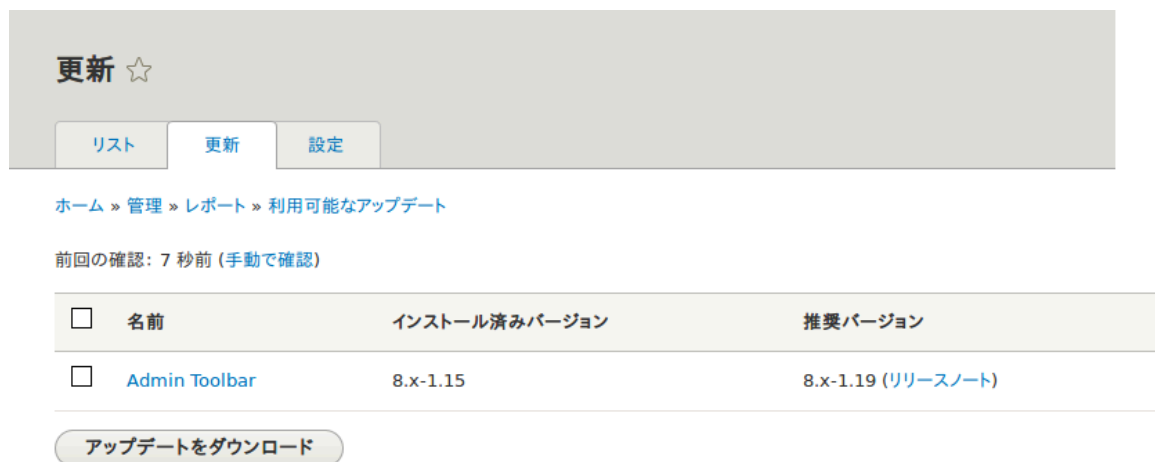 更新 ☆
リスト 更新 設定
ホーム » 管理 » レポート » 利用可能なアップデート
前回の確認: 7 秒前 (手動で確認)
名前 インストール済みバージョン 推奨バージョン
Admin Toolbar 8.x-1.15 8.x-1.19 (リリースノート)
アップデートをダウンロード